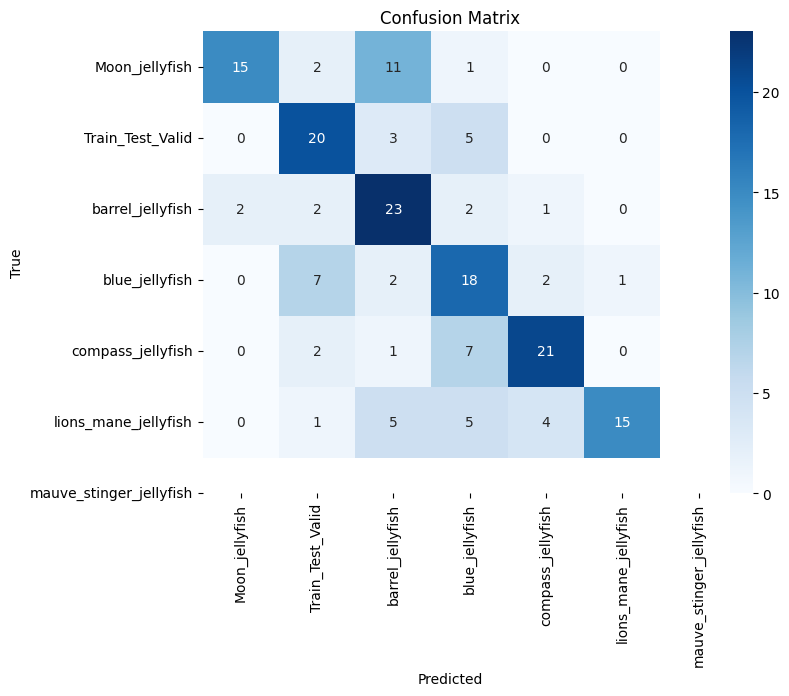 Confusion Matrix
True
Moon_jellyfish 15 2 11 1 0 0
Train_Test_Valid 0 20 3 5 0 0
barrel_jellyfish 2 2 23 2 1 0
blue_jellyfish 0 7 2 18 2 1
compass_jellyfish 0 2 1 7 21 0
lions_mane_jellyfish 0 1 5 5 4 15
mauve_stinger_jellyfish
Moon_jellyfish
Train_Test_Valid
barrel_jellyfish
blue_jellyfish
compass_jellyfish
lions_mane_jellyfish
mauve_stinger_jellyfish
Predicted
20
15
10
5
0